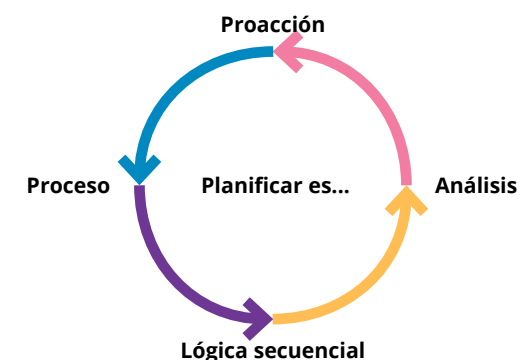 Proacción
Proceso
Planificar es...
Análisis
Lógica secuencial